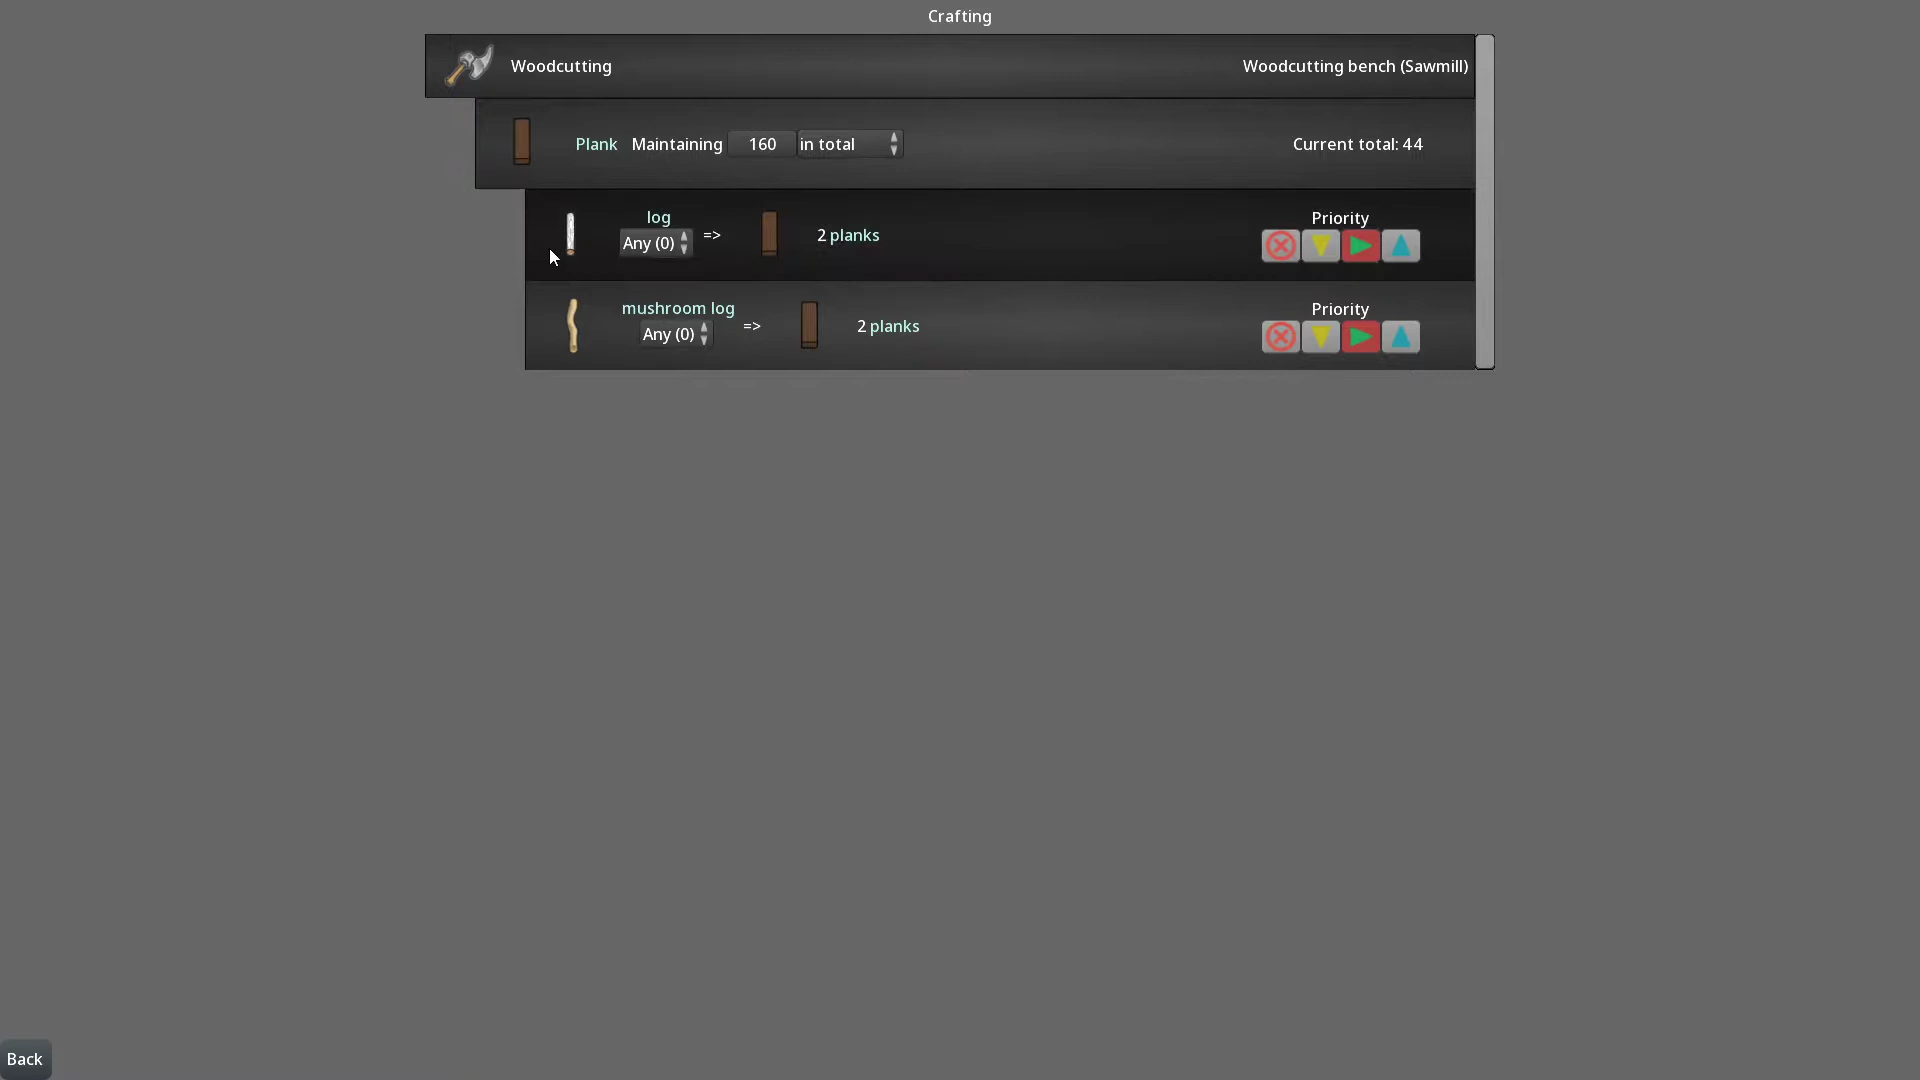 Crafting
Woodcutting Woodcutting bench (Sawmill)
Plank Maintaining 160 in total Current total: 44
log Priority
Any (0) => 2 planks
mushroom log Priority
Any (0) => 2 planks
Back